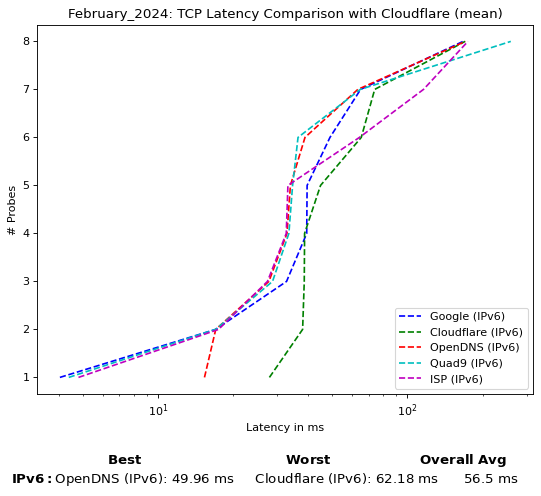 February_2024: TCP Latency Comparison with Cloudflare (mean)
8
7
6
5
4
3
2
1
# Probes
Google (IPv6)
Cloudflare (IPv6)
OpenDNS (IPv6)
Quad9 (IPv6)
ISP (IPv6)
10¹ 10²
Latency in ms
Best Worst Overall Avg
IPv6: OpenDNS (IPv6): 49.96 ms Cloudflare (IPv6): 62.18 ms 56.5 ms